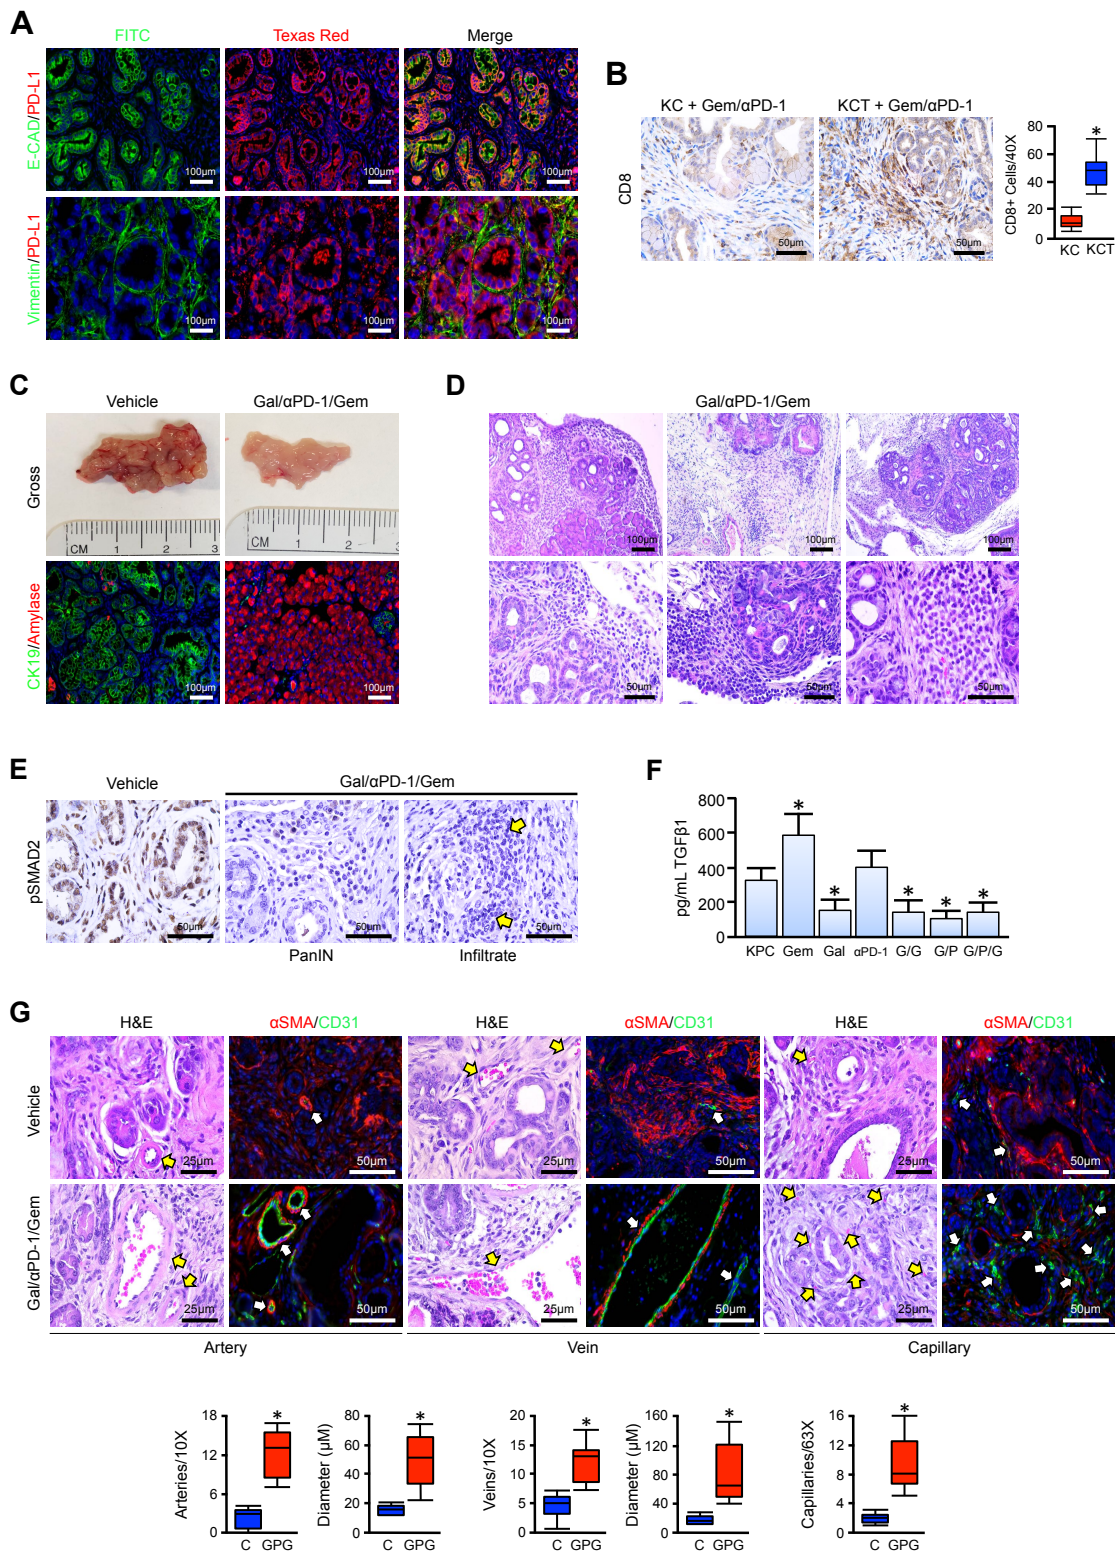 A
FITC
Texas Red
Merge
E-CAD/PD-L1
100µm
100µm
100µm
Vimentin/PD-L1
100µm
100µm
100µm
B
KC + Gem/αPD-1
KCT + Gem/αPD-1
CD8
50µm
50µm
CD8+ Cells/40X
80
60
40
20
0
*
KC
KCT
C
Vehicle
Gal/αPD-1/Gem
Gross
CM 1 2 3
CM 1 2 3
CK19/Amylase
100µm
100µm
D
Gal/αPD-1/Gem
100µm
100µm
100µm
50µm
50µm
50µm
E
Vehicle
Gal/αPD-1/Gem
pSMAD2
50µm
50µm
50µm
PanIN
Infiltrate
F
pg/mL TGFβ1
800
600
400
200
0
* * * * *
KPC Gem Gal αPD-1 G/G G/P G/P/G
G
H&E
αSMA/CD31
H&E
αSMA/CD31
H&E
αSMA/CD31
Vehicle
25µm
50µm
25µm
50µm
25µm
50µm
Gal/αPD-1/Gem
25µm
50µm
25µm
50µm
25µm
50µm
Artery
Vein
Capillary
Arteries/10X
18
12
6
0
*
C GPG
Diameter (µM)
80
60
40
20
0
*
C GPG
Veins/10X
20
15
10
5
0
*
C GPG
Diameter (µM)
160
120
80
40
0
*
C GPG
Capillaries/63X
16
12
8
4
0
*
C GPG